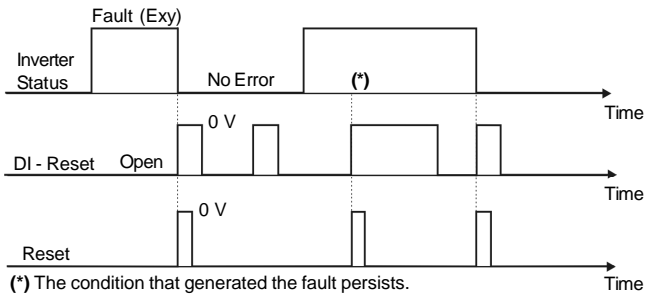 Fault (Exy)
Inverter
Status
No Error
(*)
Time
0 V
DI - Reset
Open
Time
0 V
Reset
Time
(*) The condition that generated the fault persists.